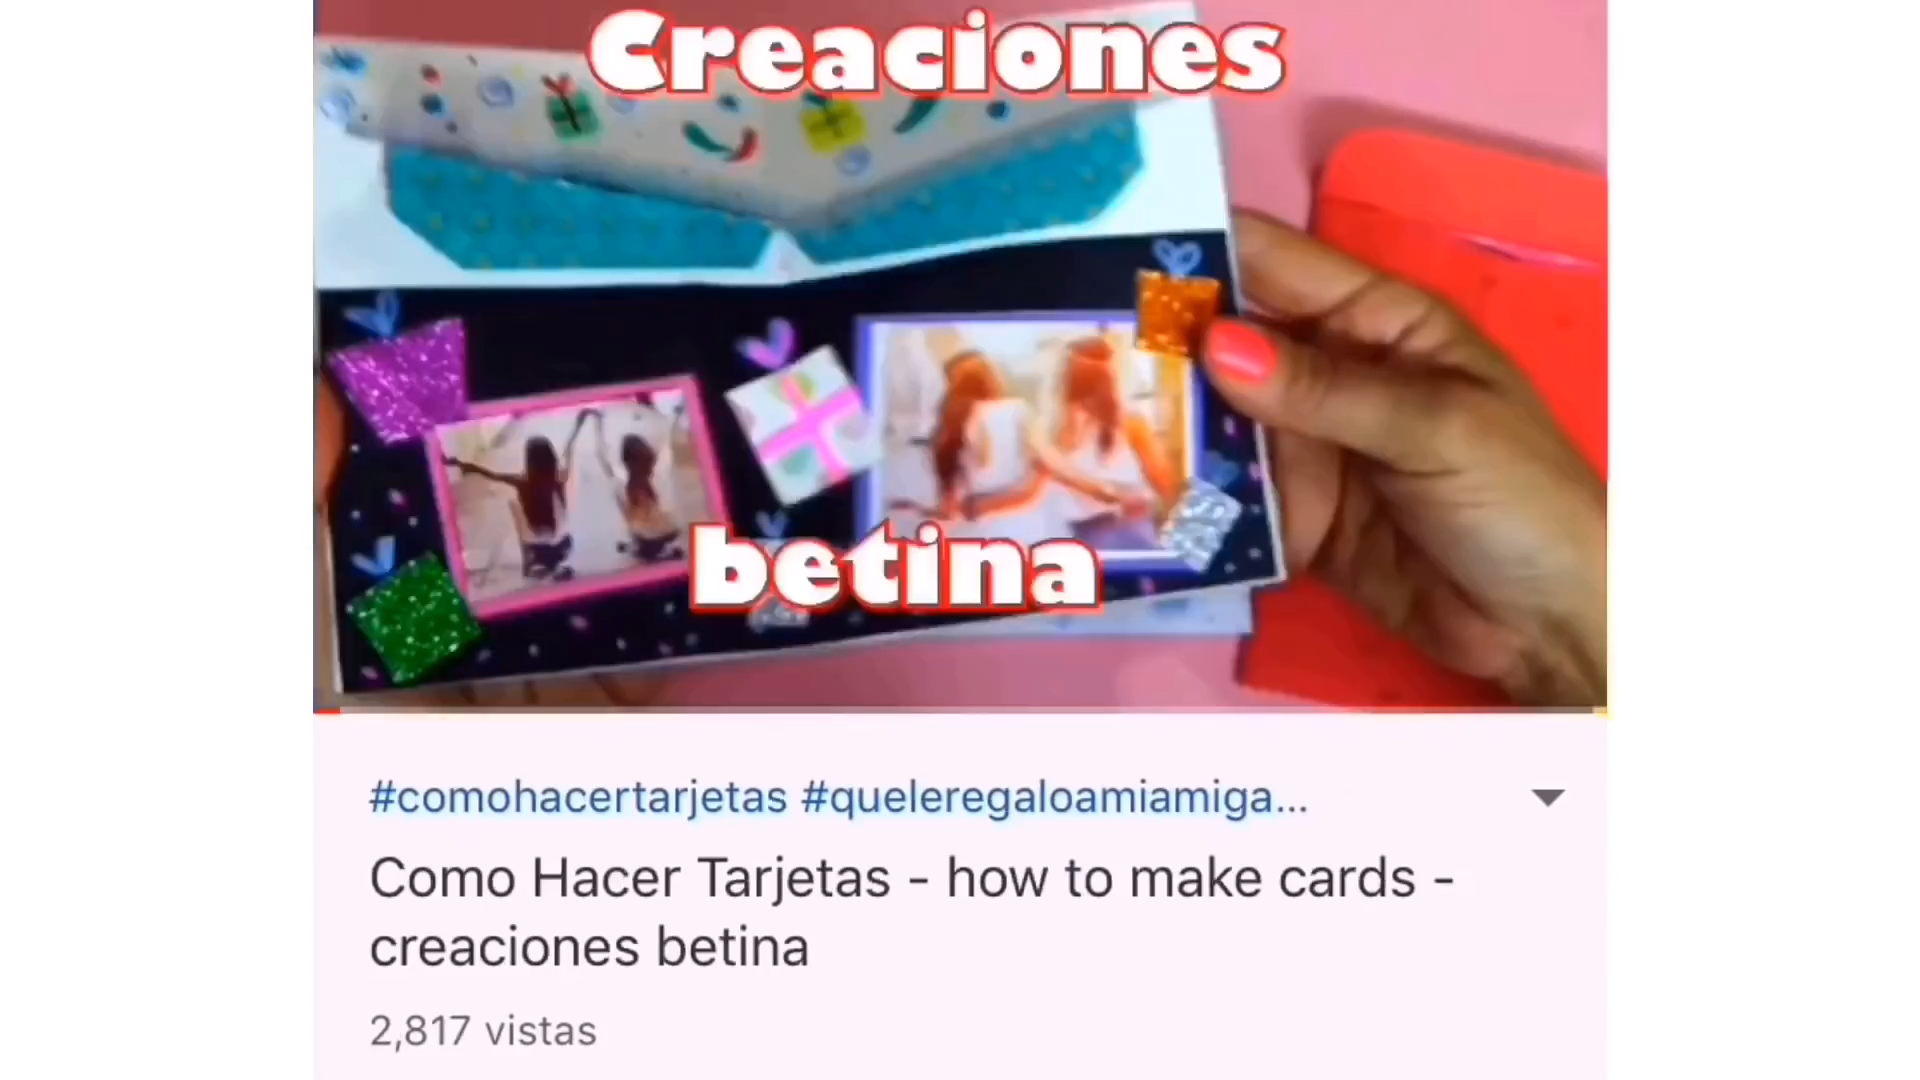 Creaciones
betina
#comohacertarjetas #queleregaloamiamiga...
Como Hacer Tarjetas - how to make cards -
creaciones betina
2,817 vistas